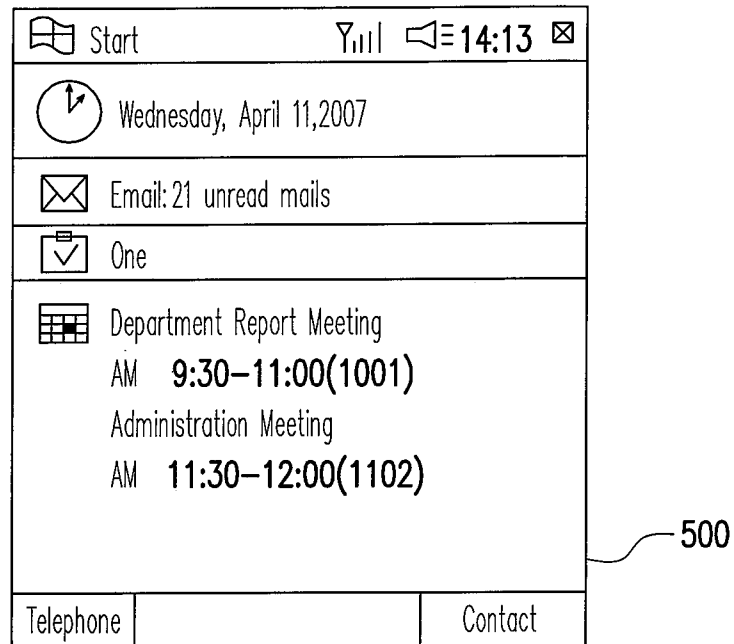 Start 14:13
Wednesday, April 11,2007
Email: 21 unread mails
One
Department Report Meeting
AM 9:30-11:00(1001)
Administration Meeting
AM 11:30-12:00(1102)
500
Telephone Contact